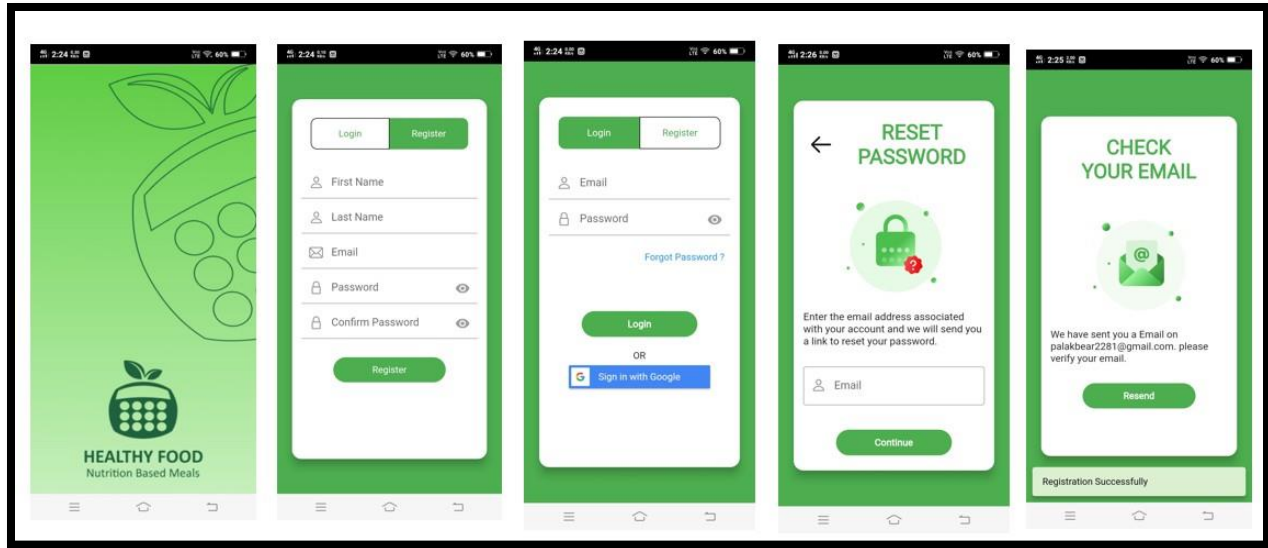 2:24
60%
HEALTHY FOOD
Nutrition Based Meals
2:24
60%
Login Register
First Name
Last Name
Email
Password
Confirm Password
Register
2:24
60%
Login Register
Email
Password
Forgot Password ?
Login
OR
G Sign in with Google
2:26
60%
RESET
PASSWORD
?
Enter the email address associated
with your account and we will send you
a link to reset your password.
Email
Continue
2:25
60%
CHECK
YOUR EMAIL
@
We have sent you a Email on
palakbear2281@gmail.com. please
verify your email.
Resend
Registration Successfully